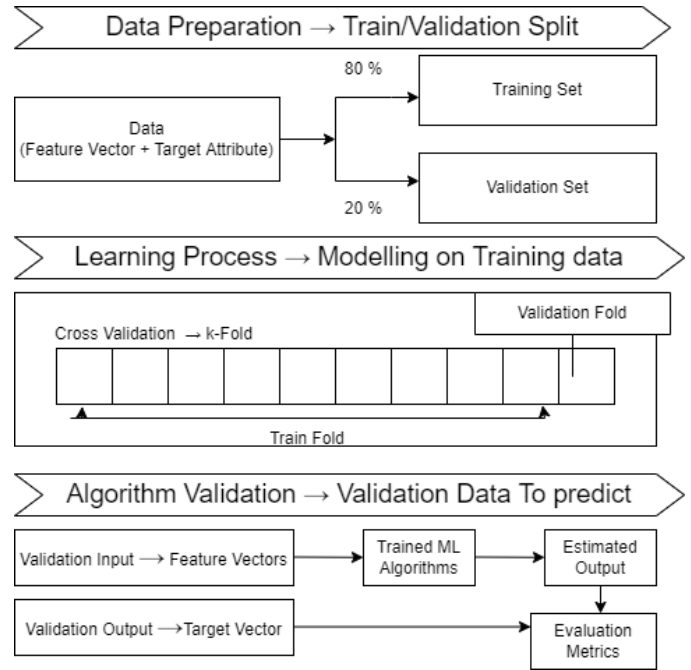 Data Preparation → Train/Validation Split
80 %
Training Set
Data
(Feature Vector + Target Attribute)
Validation Set
20 %
Learning Process → Modelling on Training data
Validation Fold
Cross Validation → k-Fold
Train Fold
Algorithm Validation → Validation Data To predict
Validation Input → Feature Vectors
Trained ML
Algorithms
Estimated
Output
Validation Output →Target Vector
Evaluation
Metrics